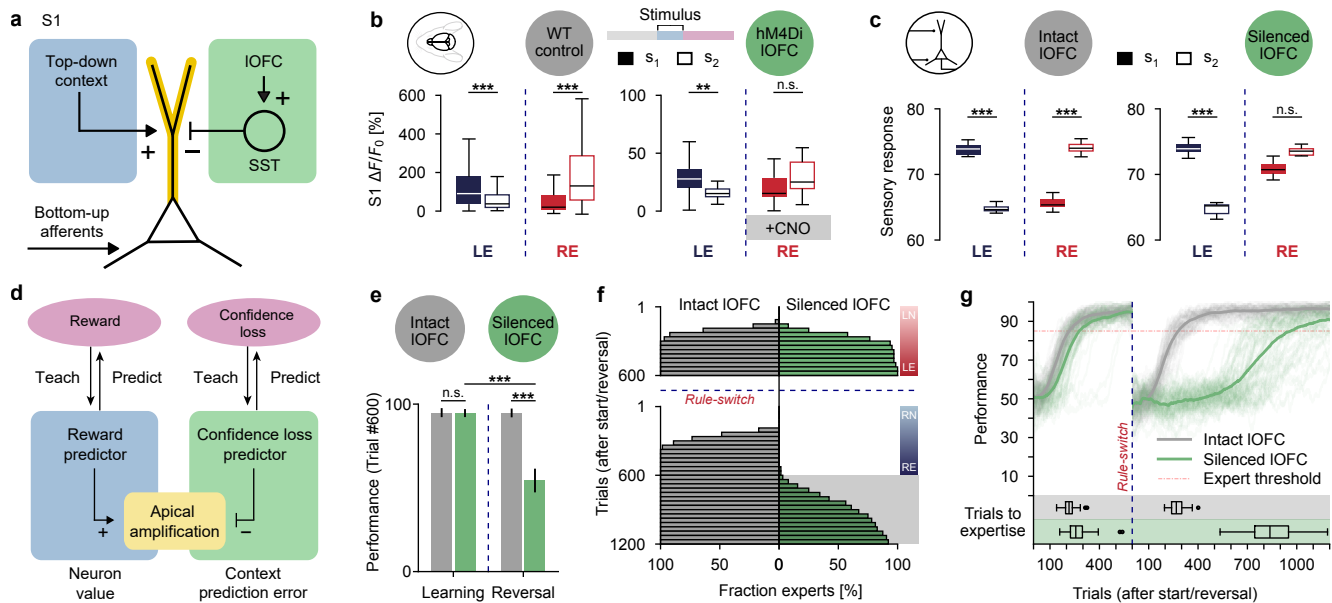 a
S1
Top-down
context
lOFC
+
+
−
SST
Bottom-up
afferents
b
WT
control
Stimulus
s1 s2
hM4Di
lOFC
S1 ΔF/F0 [%]
600
400
200
0
***
***
LE
RE
100
50
0
**
n.s.
+CNO
LE
RE
c
Intact
lOFC
s1 s2
Silenced
lOFC
Sensory response
80
70
60
***
***
LE
RE
80
70
60
***
n.s.
LE
RE
d
Reward
Confidence
loss
Teach
Predict
Teach
Predict
Reward
predictor
Confidence loss
predictor
Apical
amplification
+
−
Neuron
value
Context
prediction error
e
Intact
lOFC
Silenced
lOFC
Performance (Trial #600)
100
0
n.s.
***
***
Learning
Reversal
f
Intact lOFC
Silenced lOFC
Trials (after start/reversal)
1
600
LN
LE
Rule-switch
1
600
1200
RN
RE
100
50
0
50
100
Fraction experts [%]
g
Performance
90
70
50
30
10
Rule-switch
Intact lOFC
Silenced lOFC
Expert threshold
Trials to
expertise
100
400
100
400
700
1000
Trials (after start/reversal)